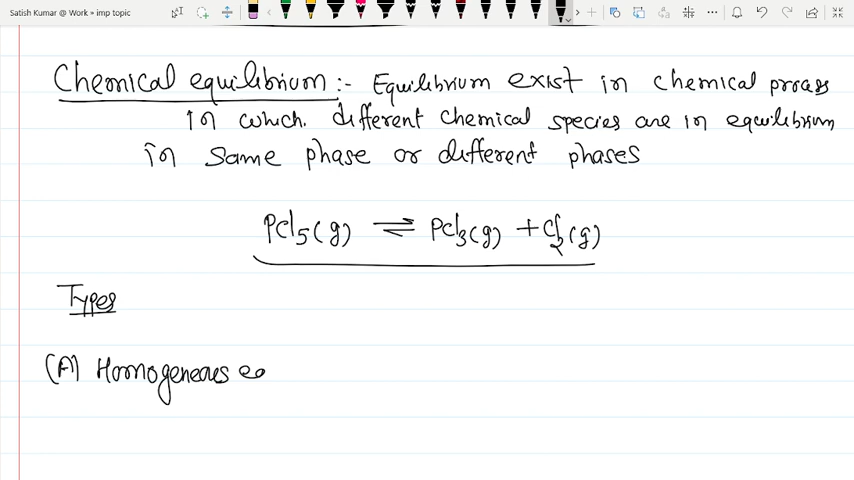 Satish Kumar @ Work » imp topic
Chemical equilibrium :- Equilibrium exist in chemical process
in which different chemical species are in equilibrium
in same phase or different phases
PCl5(g) ⇌ PCl3(g) + Cl2(g)
Types
(A) Homogeneous eq